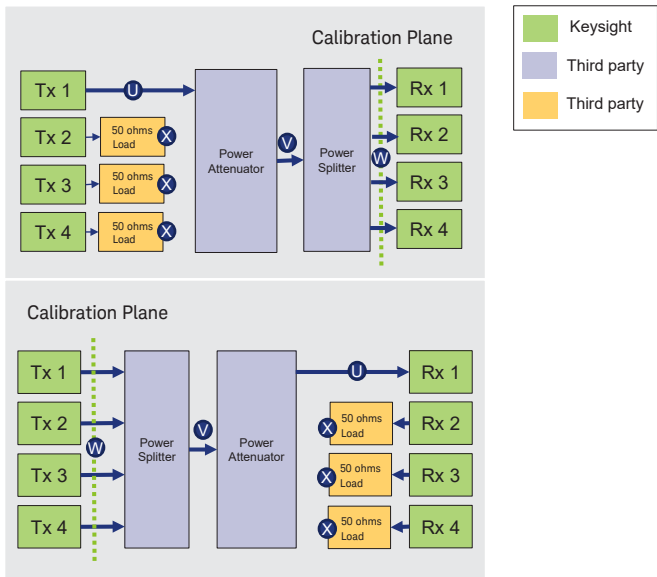 Calibration Plane
Tx 1
U
Rx 1
Tx 2
50 ohms
Load
X
Power
Attenuator
V
Power
Splitter
W
Rx 2
Tx 3
50 ohms
Load
X
Rx 3
Tx 4
50 ohms
Load
X
Rx 4
Keysight
Third party
Third party
Calibration Plane
Tx 1
U
Rx 1
Tx 2
W
Power
Splitter
V
Power
Attenuator
X
50 ohms
Load
Rx 2
Tx 3
X
50 ohms
Load
Rx 3
Tx 4
X
50 ohms
Load
Rx 4